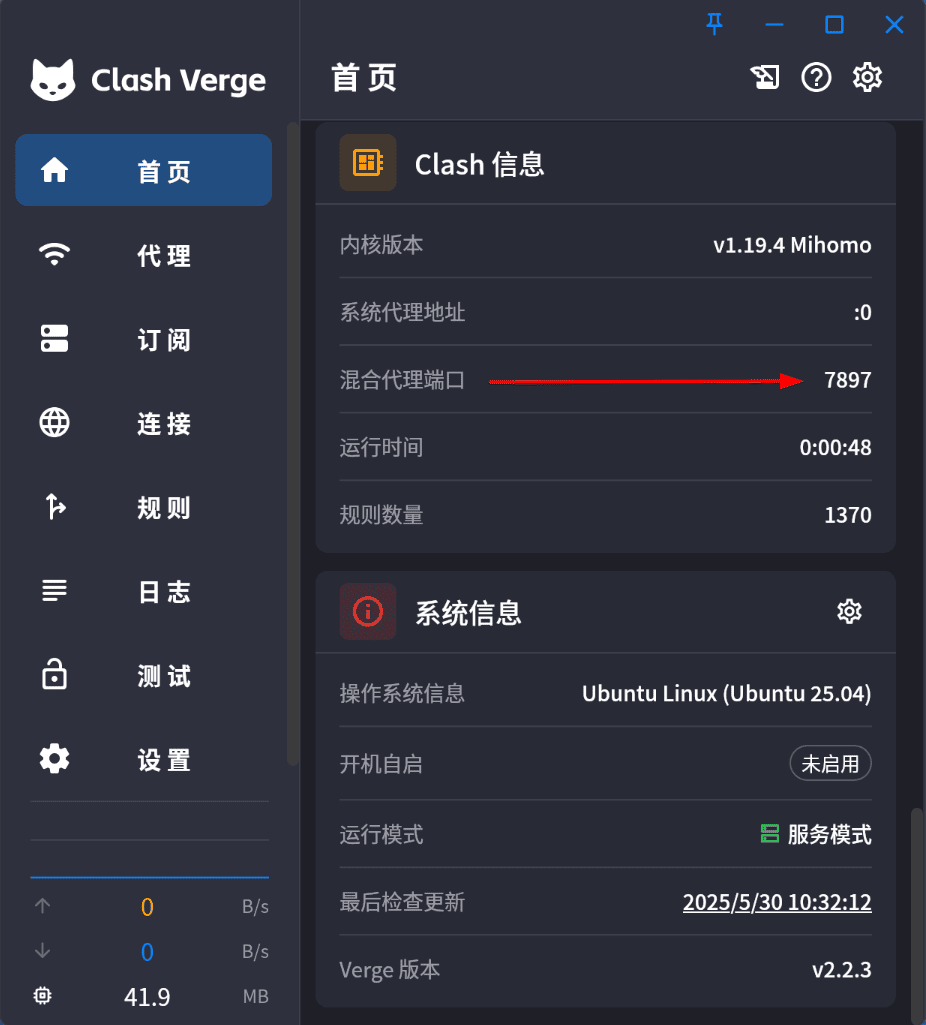 Clash Verge
首页
首页
代理
订阅
连接
规则
日志
测试
设置
0 B/s
0 B/s
41.9 MB
Clash 信息
内核版本 v1.19.4 Mihomo
系统代理地址 :0
混合代理端口 7897
运行时间 0:00:48
规则数量 1370
系统信息
操作系统信息 Ubuntu Linux (Ubuntu 25.04)
开机自启 未启用
运行模式 服务模式
最后检查更新 2025/5/30 10:32:12
Verge 版本 v2.2.3